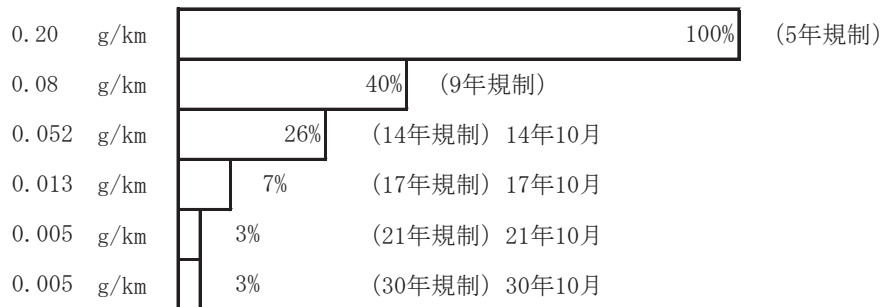 0.20 g/km 100% (5年規制)
0.08 g/km 40% (9年規制)
0.052 g/km 26% (14年規制) 14年10月
0.013 g/km 7% (17年規制) 17年10月
0.005 g/km 3% (21年規制) 21年10月
0.005 g/km 3% (30年規制) 30年10月